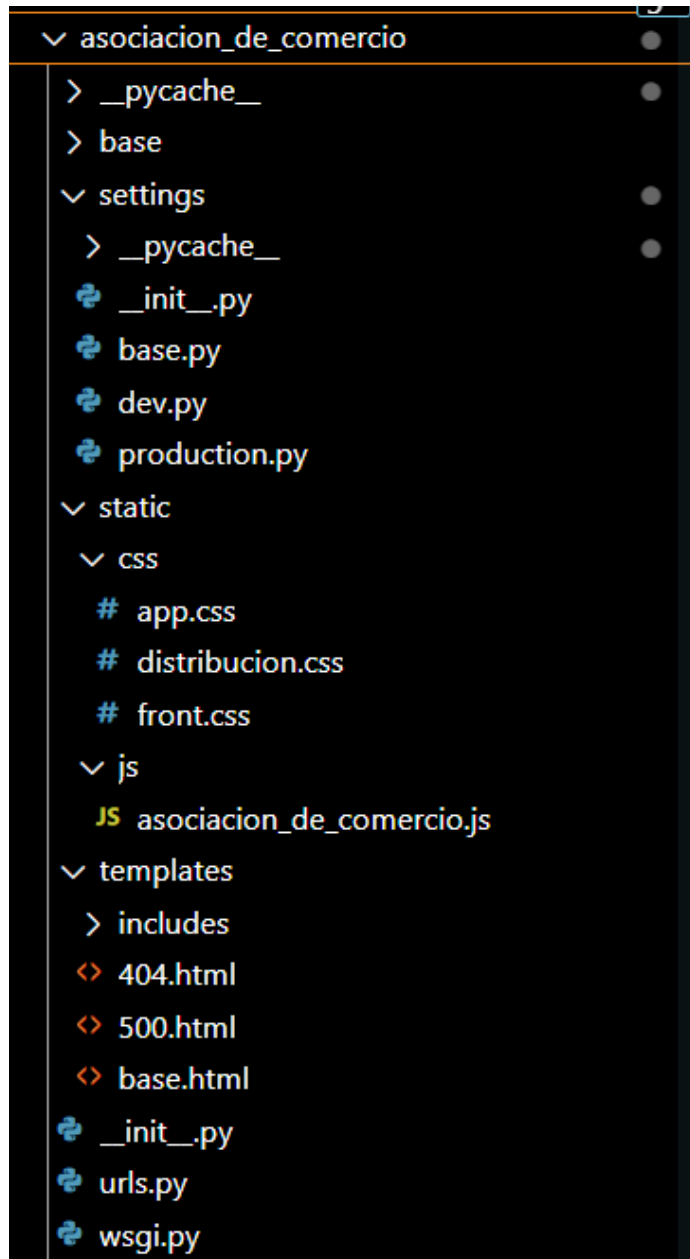 asociacion_de_comercio
__pycache__
base
settings
__pycache__
__init__.py
base.py
dev.py
production.py
static
css
# app.css
# distribucion.css
# front.css
js
JS asociacion_de_comercio.js
templates
includes
<> 404.html
<> 500.html
<> base.html
__init__.py
urls.py
wsgi.py